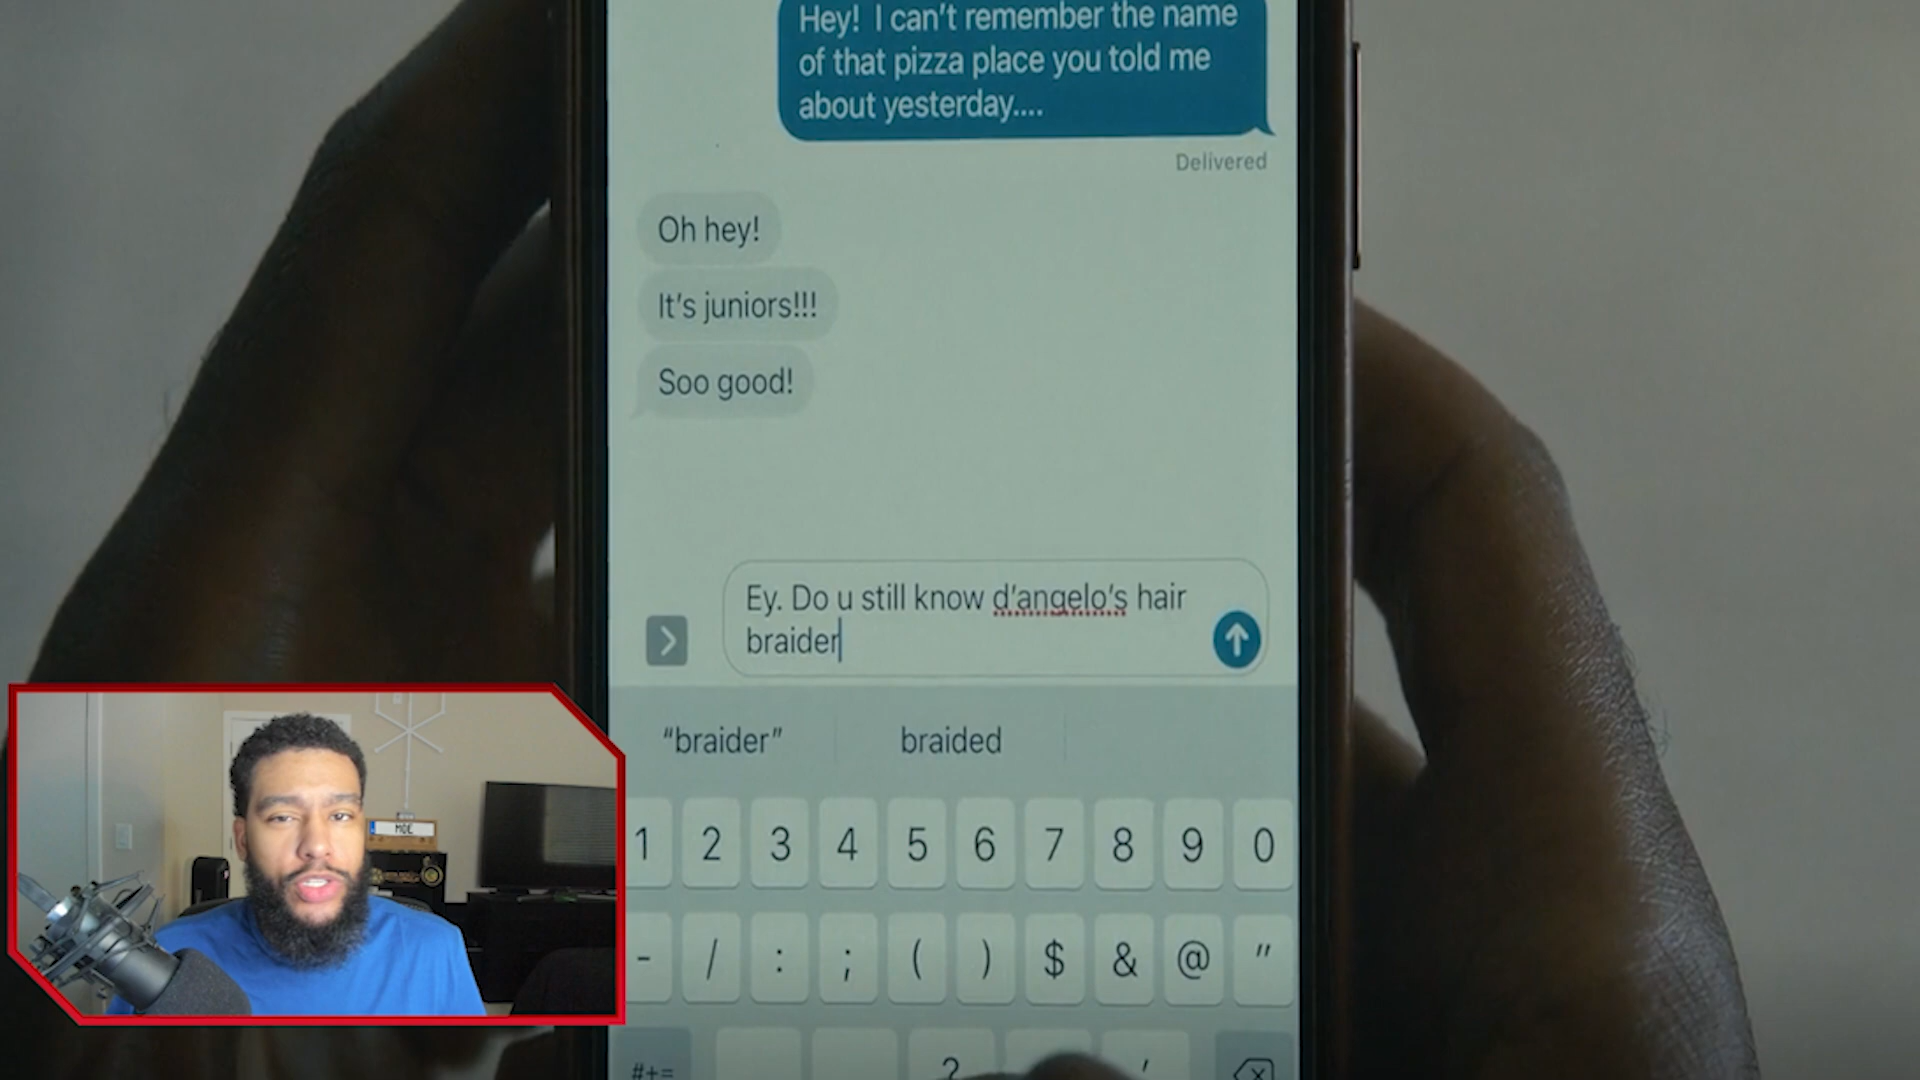 Hey! I can't remember the name
of that pizza place you told me
about yesterday....
Delivered
Oh hey!
It's juniors!!!
Soo good!
Ey. Do u still know d'angelo's hair
braider
"braider" braided
1 2 3 4 5 6 7 8 9 0
- / : ; ( ) $ & @ "
#+= ? '
MOE